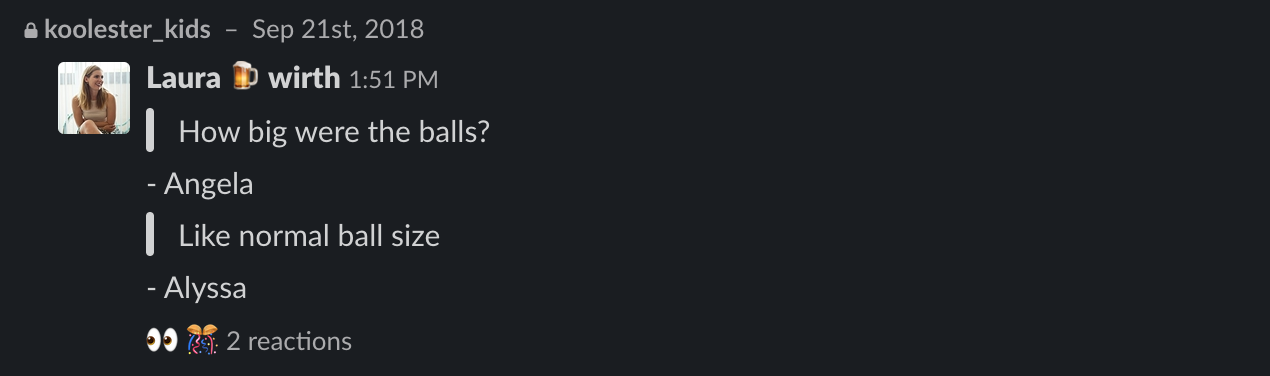 koolester_kids – Sep 21st, 2018
Laura 🍺 wirth 1:51 PM
How big were the balls?
- Angela
Like normal ball size
- Alyssa
👀 🎊 2 reactions